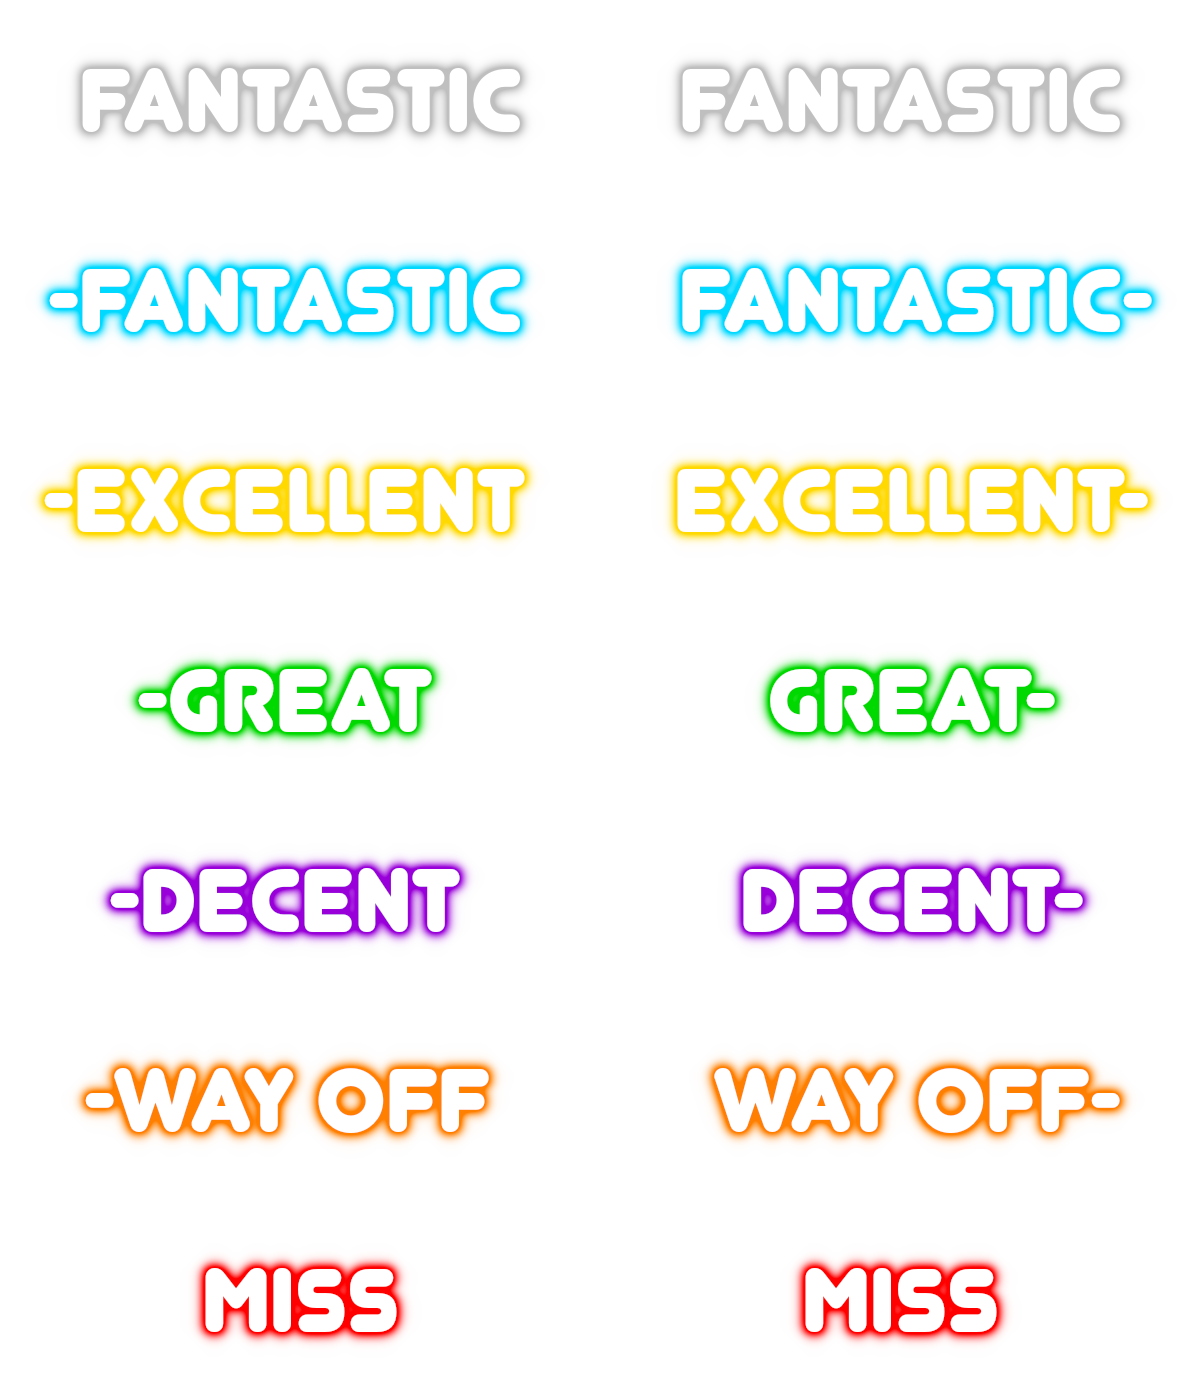 FANTASTIC FANTASTIC
-FANTASTIC FANTASTIC-
-EXCELLENT EXCELLENT-
-GREAT GREAT-
-DECENT DECENT-
-WAY OFF WAY OFF-
MISS MISS